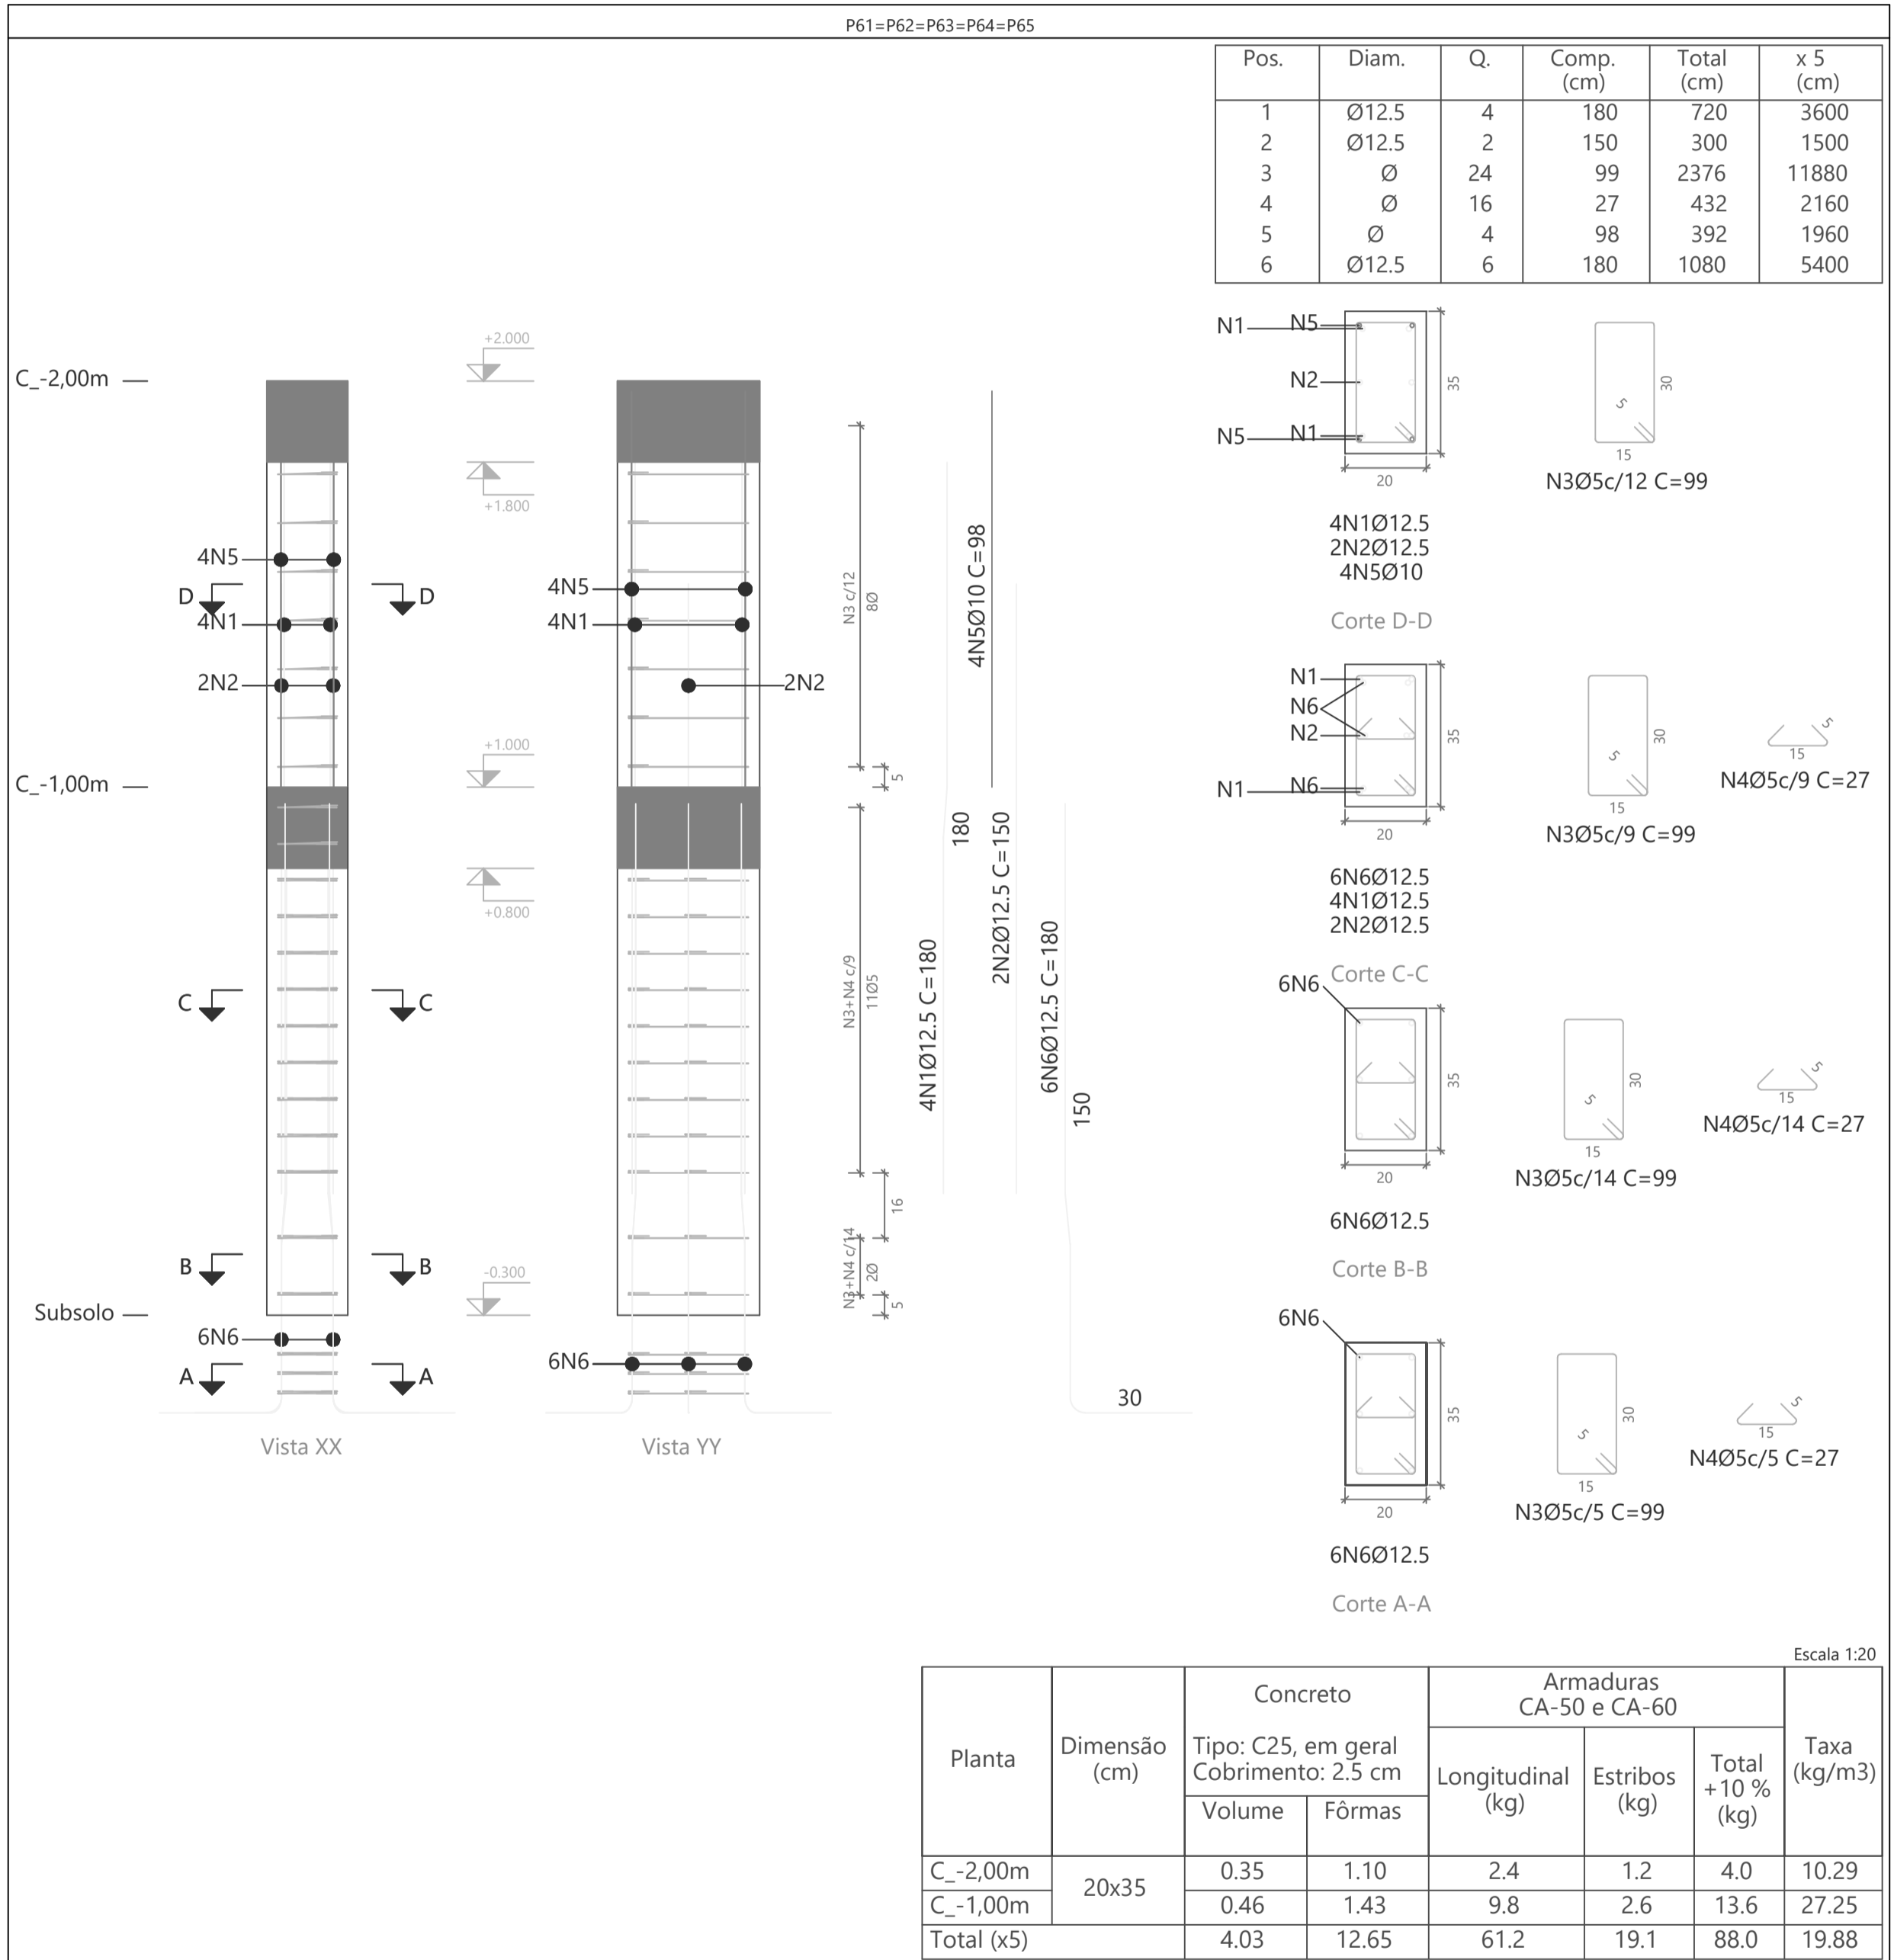 P61=P62=P63=P64=P65
Pos. Diam. Q. Comp. (cm) Total (cm) x 5 (cm)
1 Ø12.5 4 180 720 3600
2 Ø12.5 2 150 300 1500
3 Ø 24 99 2376 11880
4 Ø 16 27 432 2160
5 Ø 4 98 392 1960
6 Ø12.5 6 180 1080 5400
C_-2,00m
C_-1,00m
Subsolo
4N5
D D
4N1
2N2
C C
B B
6N6
A A
Vista XX
+2.000
+1.800
+1.000
+0.800
-0.300
4N5
4N1
2N2
6N6
Vista YY
N3 c/12
8Ø
5
N3+N4 c/9
11Ø5
16
N3+N4 c/14
2Ø
5
4N1Ø12.5 C=180
180
4N5Ø10 C=98
2N2Ø12.5 C=150
6N6Ø12.5 C=180
150
30
N1 N5
N2
N5 N1
35
20
4N1Ø12.5
2N2Ø12.5
4N5Ø10
Corte D-D
30
5
15
N3Ø5c/12 C=99
N1
N6
N2
N1 N6
35
20
6N6Ø12.5
4N1Ø12.5
2N2Ø12.5
Corte C-C
30
5
15
N3Ø5c/9 C=99
5
15
N4Ø5c/9 C=27
6N6
35
20
6N6Ø12.5
Corte B-B
30
5
15
N3Ø5c/14 C=99
5
15
N4Ø5c/14 C=27
6N6
35
20
6N6Ø12.5
Corte A-A
30
5
15
N3Ø5c/5 C=99
5
15
N4Ø5c/5 C=27
Escala 1:20
Planta
Dimensão
(cm)
Concreto
Tipo: C25, em geral
Cobrimento: 2.5 cm
Volume Fôrmas
Armaduras
CA-50 e CA-60
Longitudinal
(kg)
Estribos
(kg)
Total
+10 %
(kg)
Taxa
(kg/m3)
C_-2,00m 20x35 0.35 1.10 2.4 1.2 4.0 10.29
C_-1,00m 0.46 1.43 9.8 2.6 13.6 27.25
Total (x5) 4.03 12.65 61.2 19.1 88.0 19.88